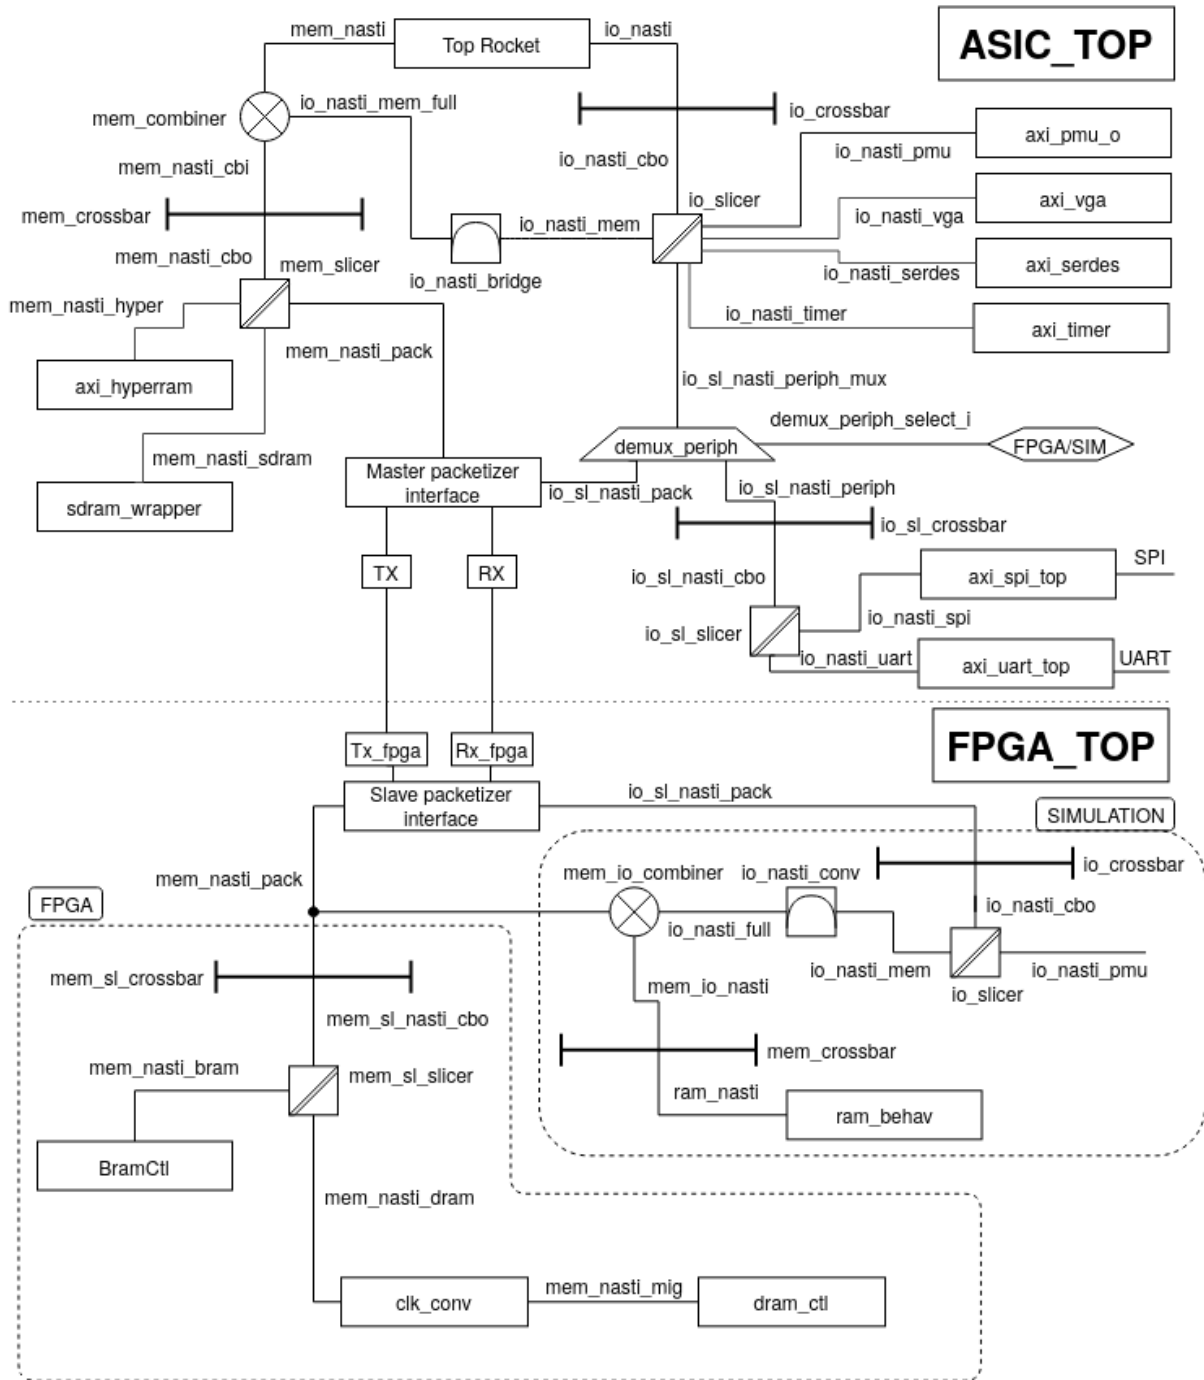 mem_nasti
Top Rocket
io_nasti
ASIC_TOP
mem_combiner
io_nasti_mem_full
io_crossbar
axi_pmu_o
io_nasti_pmu
mem_nasti_cbi
io_nasti_cbo
io_slicer
axi_vga
io_nasti_vga
mem_crossbar
io_nasti_mem
mem_nasti_cbo
mem_slicer
io_nasti_bridge
io_nasti_serdes
axi_serdes
mem_nasti_hyper
io_nasti_timer
axi_timer
mem_nasti_pack
axi_hyperram
io_sl_nasti_periph_mux
demux_periph_select_i
demux_periph
FPGA/SIM
mem_nasti_sdram
Master packetizer
interface
io_sl_nasti_pack
io_sl_nasti_periph
sdram_wrapper
io_sl_crossbar
TX
RX
io_sl_nasti_cbo
axi_spi_top
SPI
io_nasti_spi
io_sl_slicer
io_nasti_uart
axi_uart_top
UART
FPGA_TOP
Tx_fpga
Rx_fpga
Slave packetizer
interface
io_sl_nasti_pack
SIMULATION
mem_nasti_pack
mem_io_combiner
io_nasti_conv
io_crossbar
FPGA
io_nasti_full
io_nasti_cbo
mem_sl_crossbar
io_nasti_mem
io_nasti_pmu
mem_io_nasti
io_slicer
mem_sl_nasti_cbo
mem_crossbar
mem_nasti_bram
mem_sl_slicer
ram_nasti
ram_behav
BramCtl
mem_nasti_dram
clk_conv
mem_nasti_mig
dram_ctl